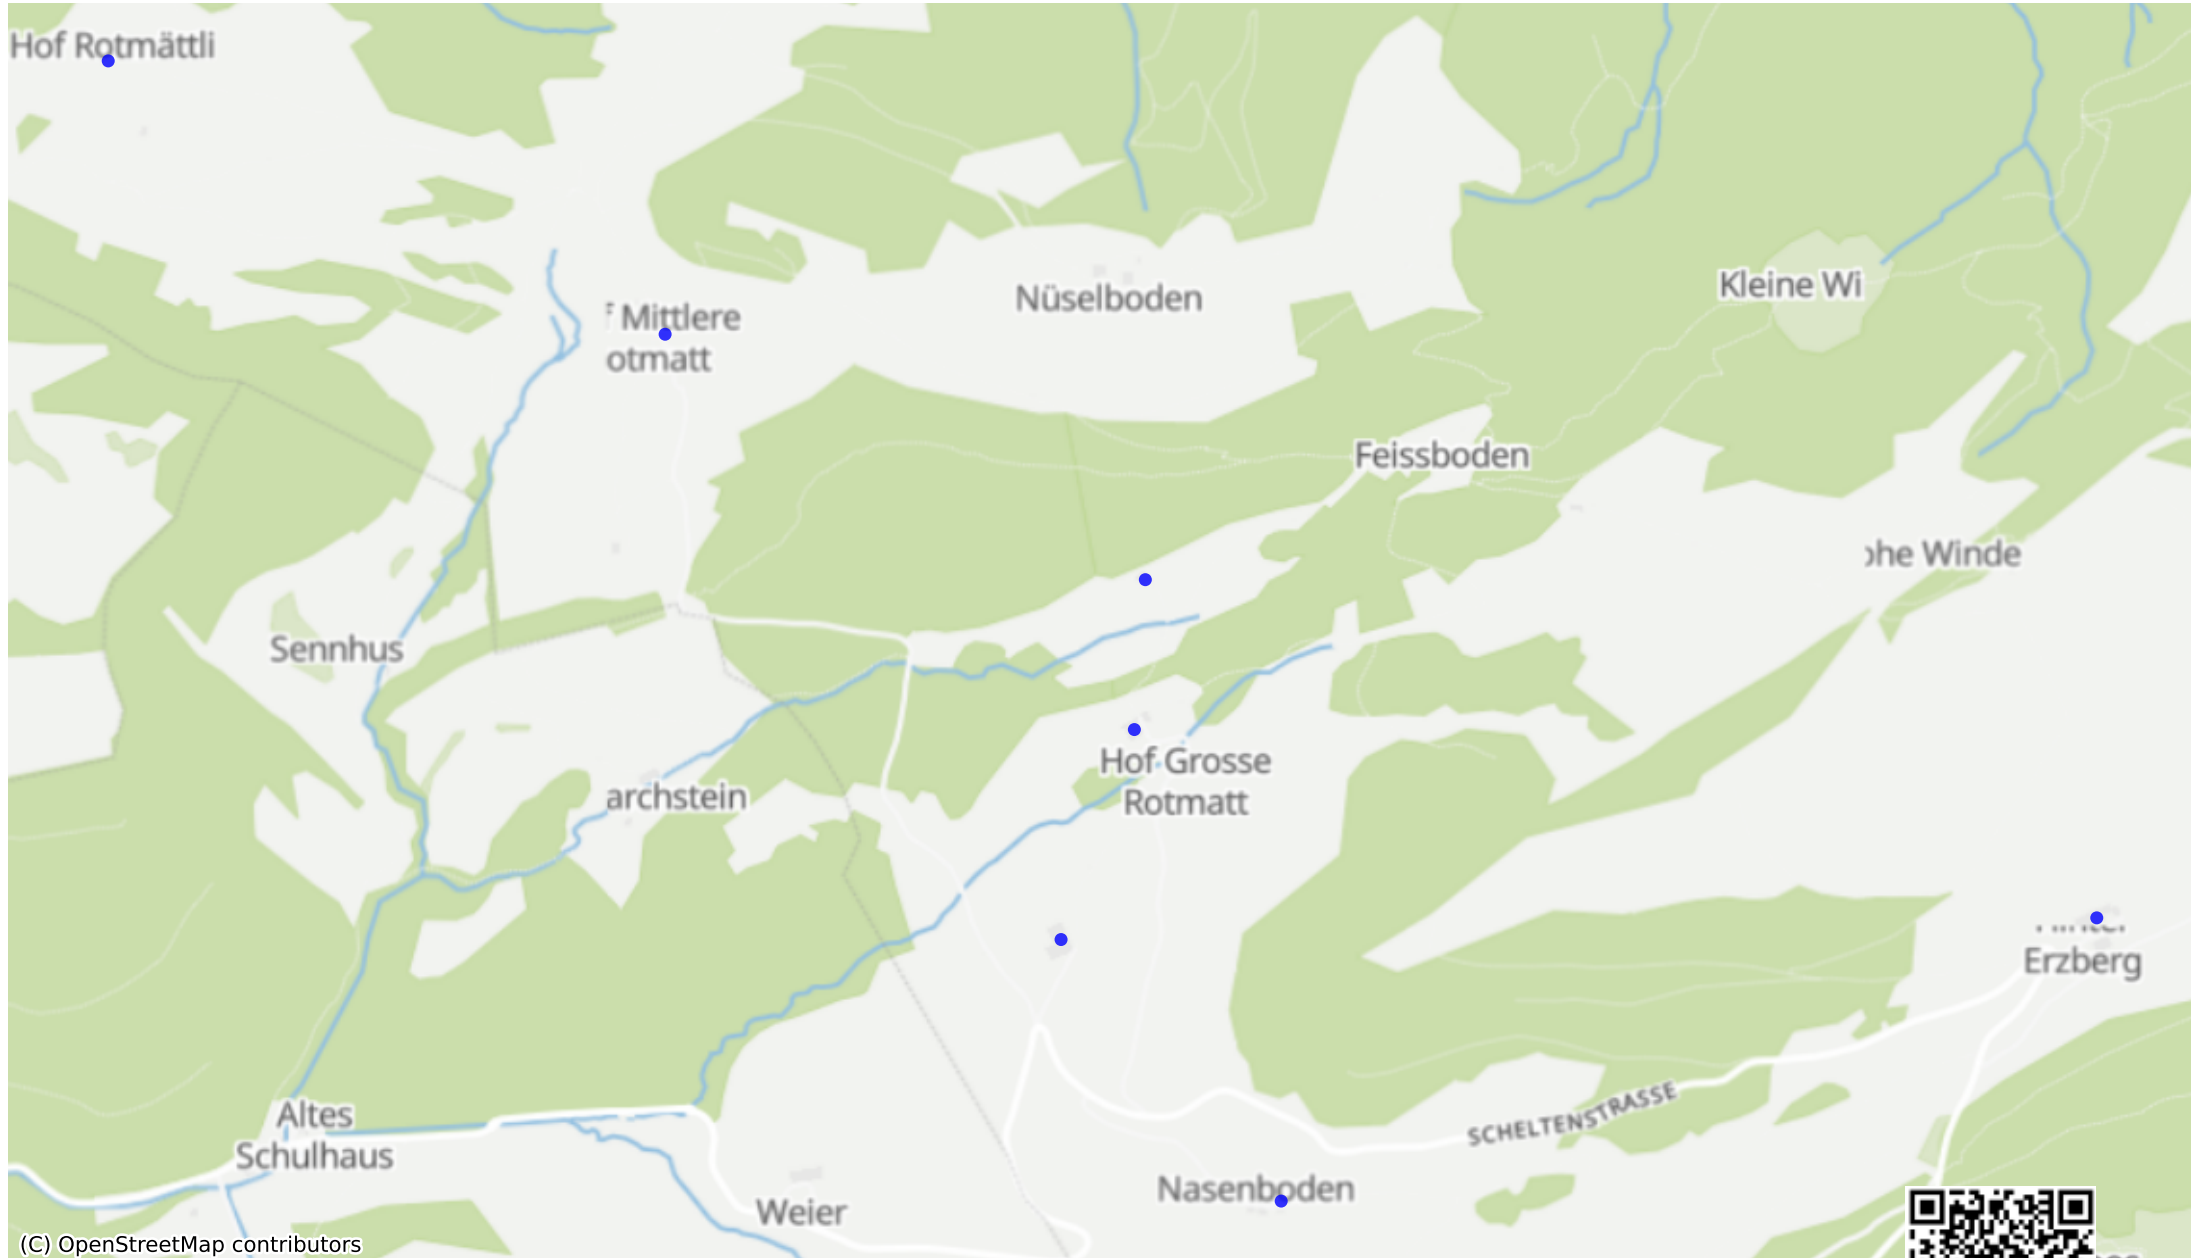 Hof Rotmättli
Mittlere
otmatt
Nüselboden
Kleine Wi
Feissboden
ohe Winde
Sennhus
archstein
Hof Grosse
Rotmatt
Erzberg
SCHELTENSTRASSE
Altes
Schulhaus
Nasenboden
Weier
(C) OpenStreetMap contributors